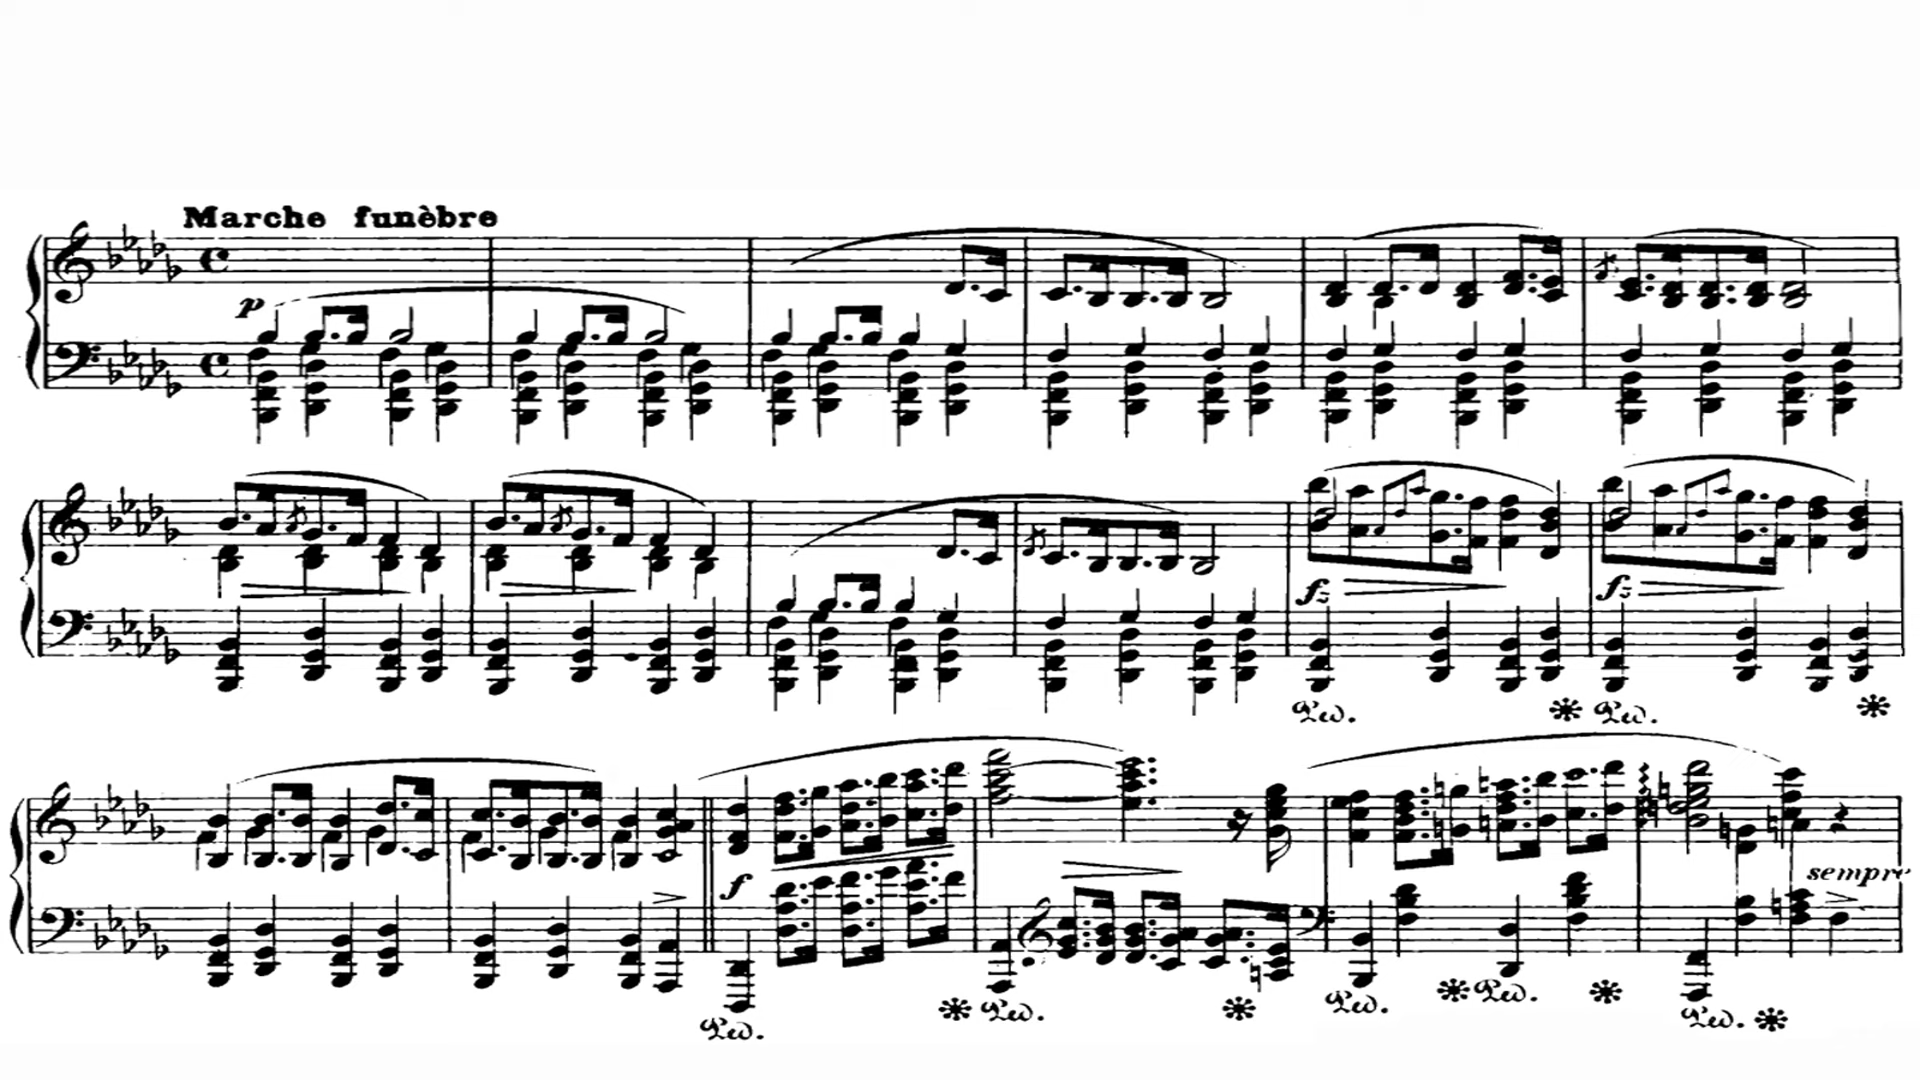 Marche funèbre
p
fz fz
Ped. Ped.
f
sempre
Ped. Ped. Ped. Ped. Ped.